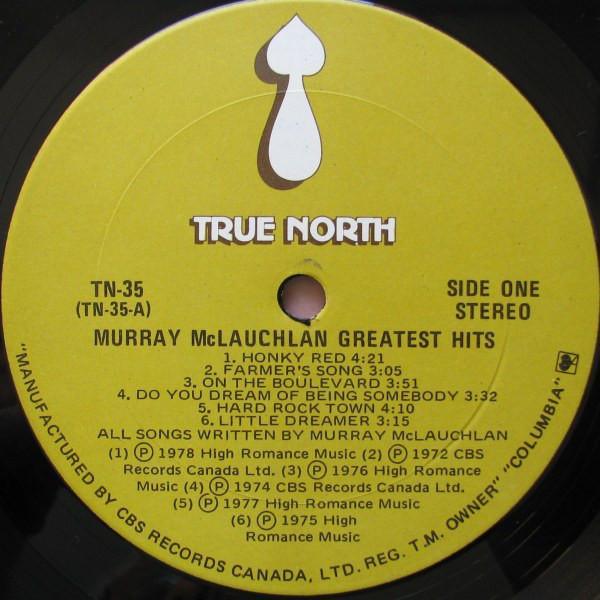 TRUE NORTH
TN-35
(TN-35-A)
SIDE ONE
STEREO
MURRAY McLAUCHLAN GREATEST HITS
1. HONKY RED 4:21
2. FARMER'S SONG 3:05
3. ON THE BOULEVARD 3:51
4. DO YOU DREAM OF BEING SOMEBODY 3:32
5. HARD ROCK TOWN 4:10
6. LITTLE DREAMER 3:15
ALL SONGS WRITTEN BY MURRAY McLAUCHLAN
(1) ℗ 1978 High Romance Music (2) ℗ 1972 CBS
Records Canada Ltd. (3) ℗ 1976 High Romance
Music (4) ℗ 1974 CBS Records Canada Ltd.
(5) ℗ 1977 High Romance Music
(6) ℗ 1975 High
Romance Music
"MANUFACTURED BY CBS RECORDS CANADA, LTD. REG. T.M. OWNER" "COLUMBIA"